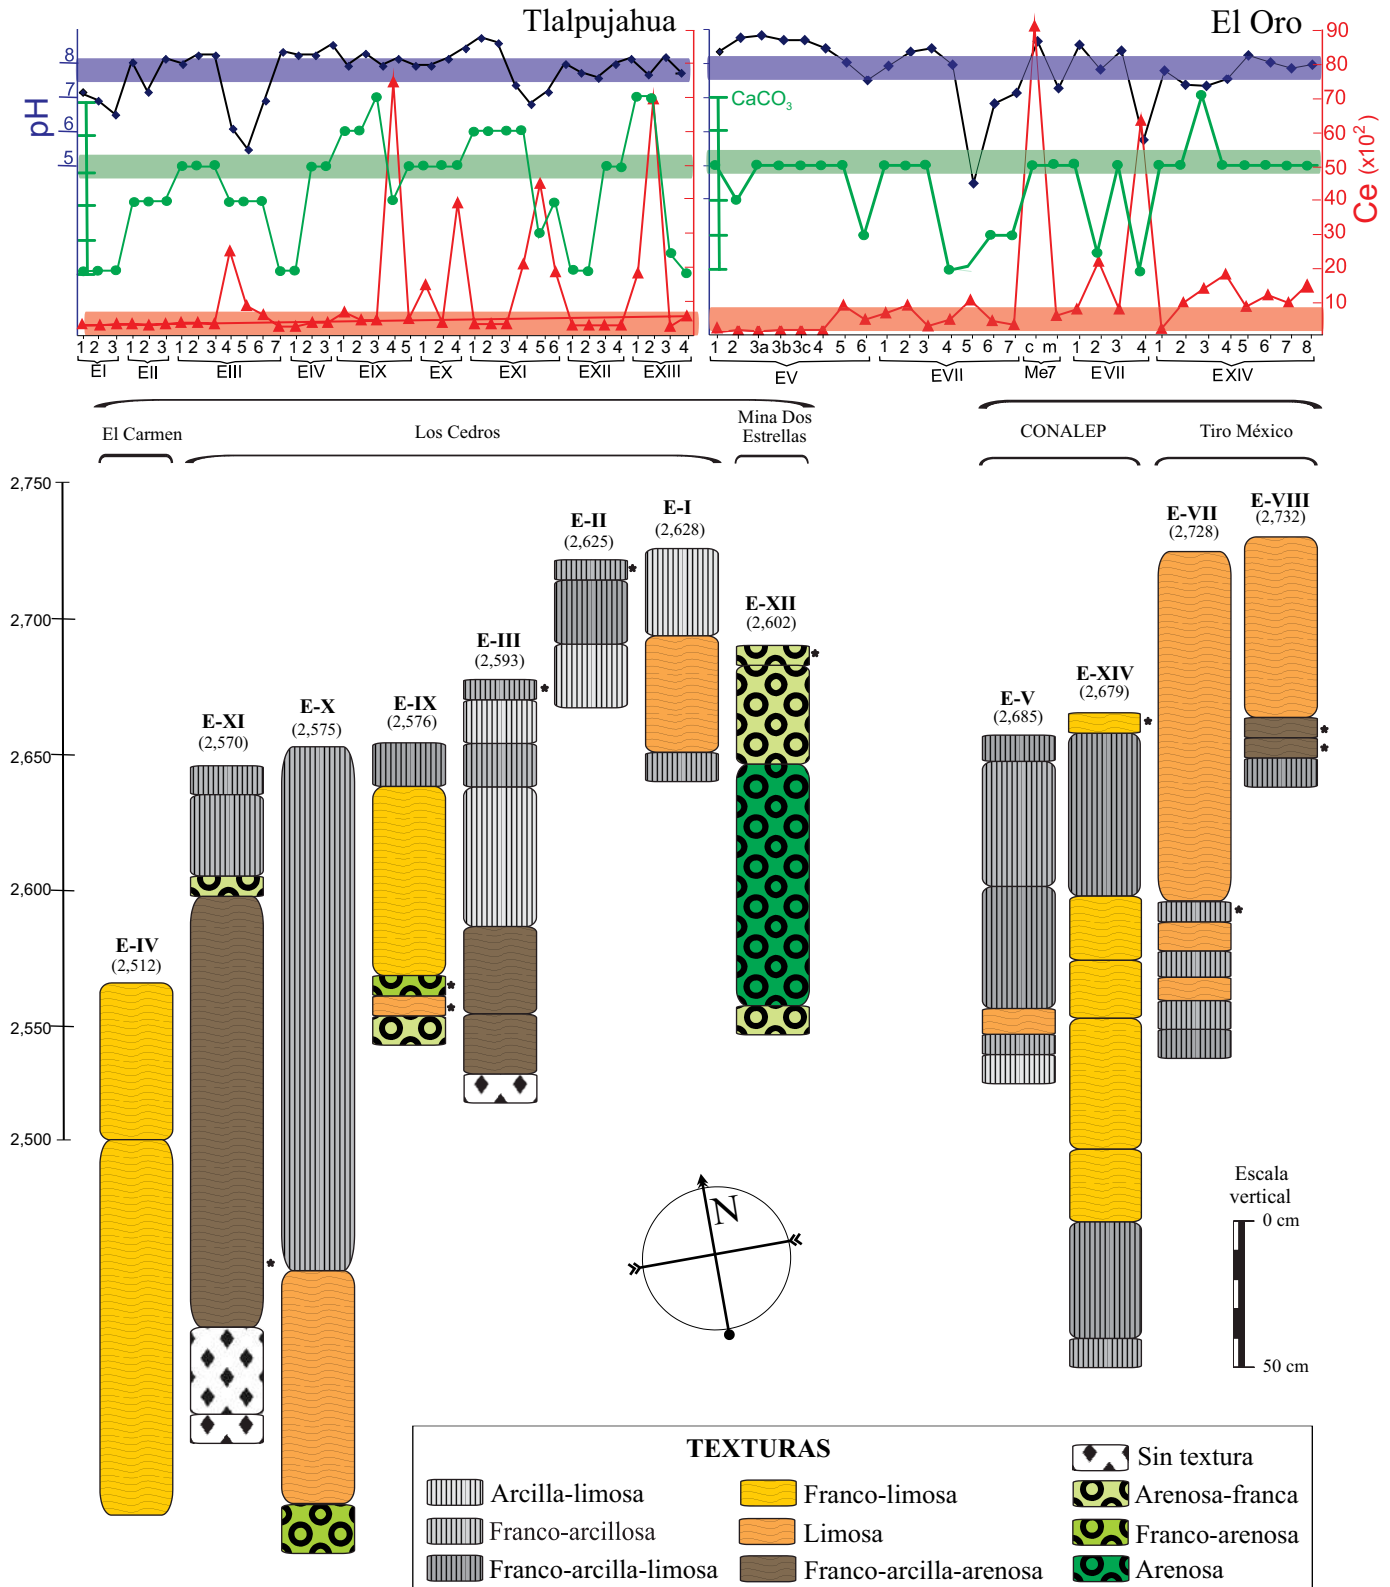 Tlalpujahua
El Oro
pH
8
7
6
5
CaCO3
90
80
70
60
50
40
30
20
10
Ce (x10²)
1 2 3 1 2 3 1 2 3 4 5 6 7 1 2 3 1 2 3 4 5 1 2 3 4 1 2 3 4 5 6 1 2 3 4 1 2 3 4
EI EII EIII EIV EIX EX EXI EXII EXIII
1 2 3a 3b 3c 4 5 6 1 2 3 4 5 6 7 c m 1 2 3 4 1 2 3 4 5 6 7 8
EV EVII Me7 EVII EXIV
El Carmen
Los Cedros
Mina Dos
Estrellas
CONALEP
Tiro México
2,750
2,700
2,650
2,600
2,550
2,500
E-IV
(2,512)
E-XI
(2,570)
*
E-X
(2,575)
E-IX
(2,576)
*
*
E-III
(2,593)
*
E-II
(2,625)
*
E-I
(2,628)
E-XII
(2,602)
*
E-V
(2,685)
E-XIV
(2,679)
*
E-VII
(2,728)
*
E-VIII
(2,732)
*
*
N
Escala
vertical
0 cm
50 cm
TEXTURAS
Arcilla-limosa
Franco-arcillosa
Franco-arcilla-limosa
Franco-limosa
Limosa
Franco-arcilla-arenosa
Sin textura
Arenosa-franca
Franco-arenosa
Arenosa